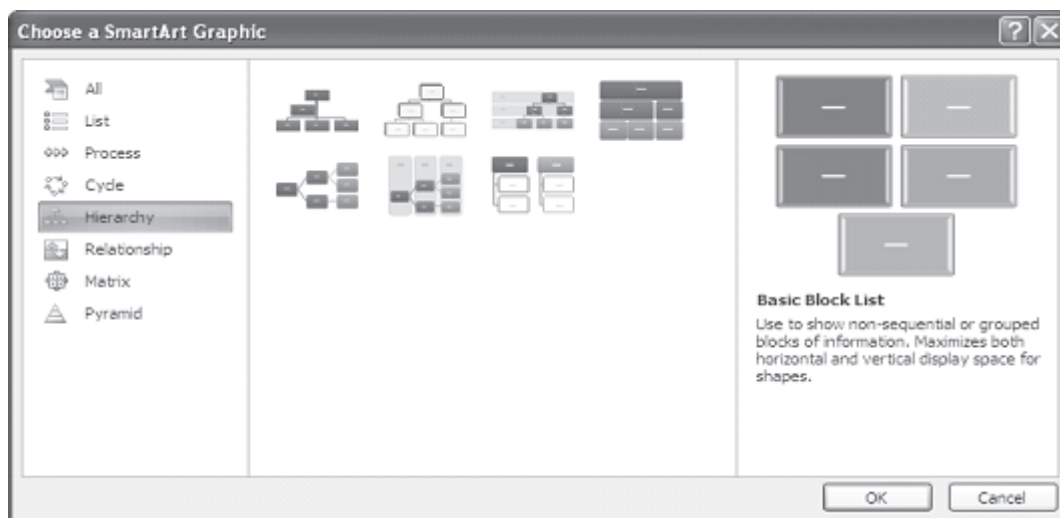 Choose a SmartArt Graphic
All
List
Process
Cycle
Hierarchy
Relationship
Matrix
Pyramid
Basic Block List
Use to show non-sequential or grouped
blocks of information. Maximizes both
horizontal and vertical display space for
shapes.
OK
Cancel